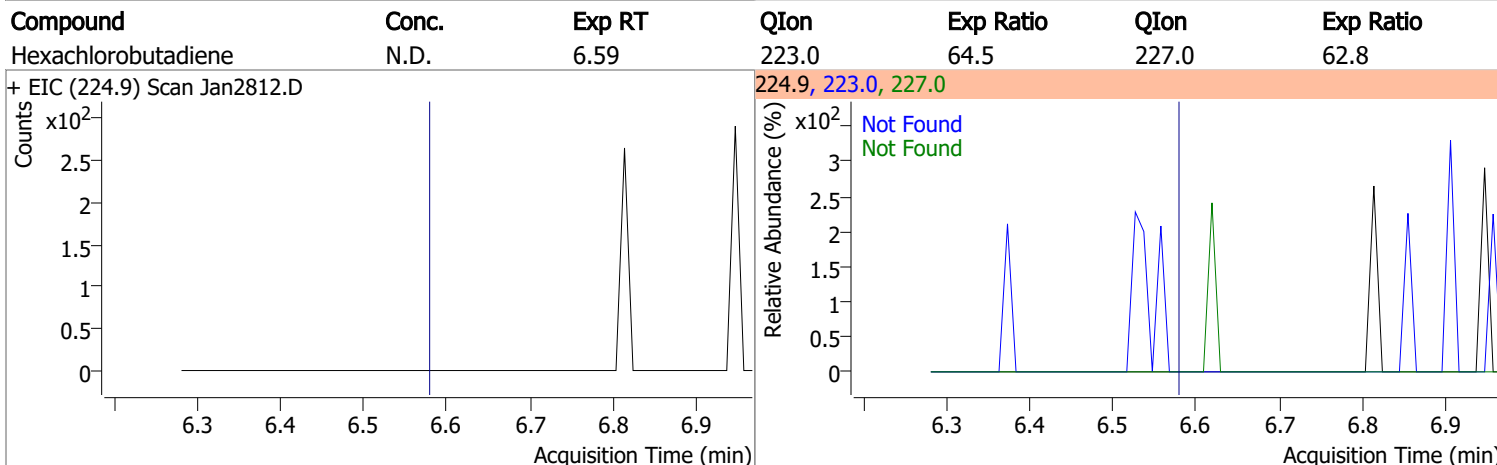 Compound Conc. Exp RT QIon Exp Ratio QIon Exp Ratio
Hexachlorobutadiene N.D. 6.59 223.0 64.5 227.0 62.8
+ EIC (224.9) Scan Jan2812.D
Counts
x10²
2.5
2
1.5
1
0.5
0
6.3 6.4 6.5 6.6 6.7 6.8 6.9
Acquisition Time (min)
224.9, 223.0, 227.0
Relative Abundance (%)
x10²
Not Found
Not Found
3
2.5
2
1.5
1
0.5
0
6.3 6.4 6.5 6.6 6.7 6.8 6.9
Acquisition Time (min)